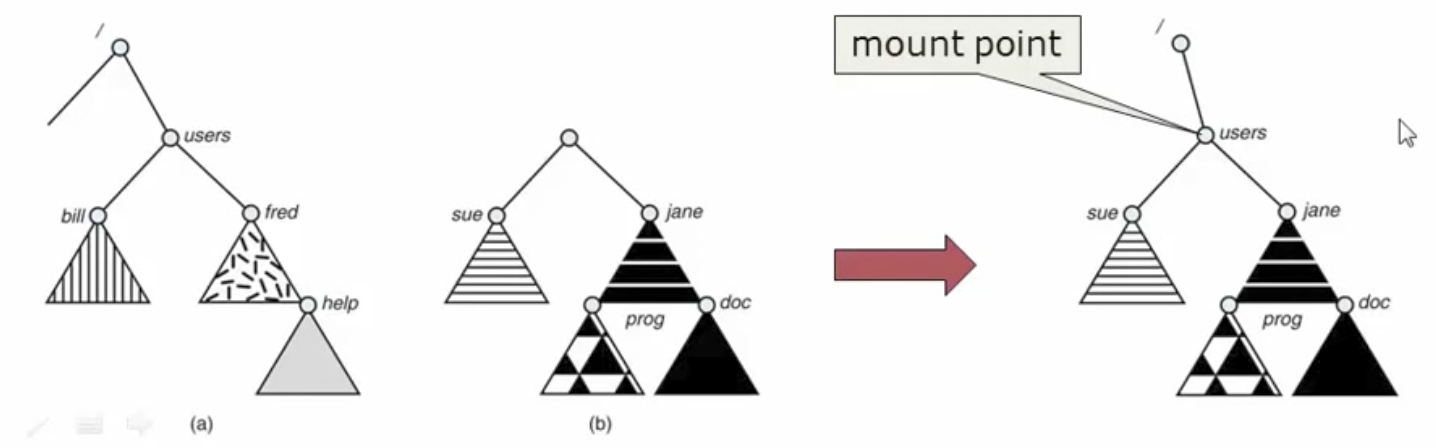 /
users
bill
fred
help
(a)
sue
jane
prog
doc
(b)
mount point
/
users
sue
jane
prog
doc